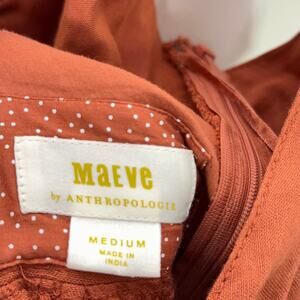 Maeve
by ANTHROPOLOGIE
MEDIUM
MADE IN
INDIA